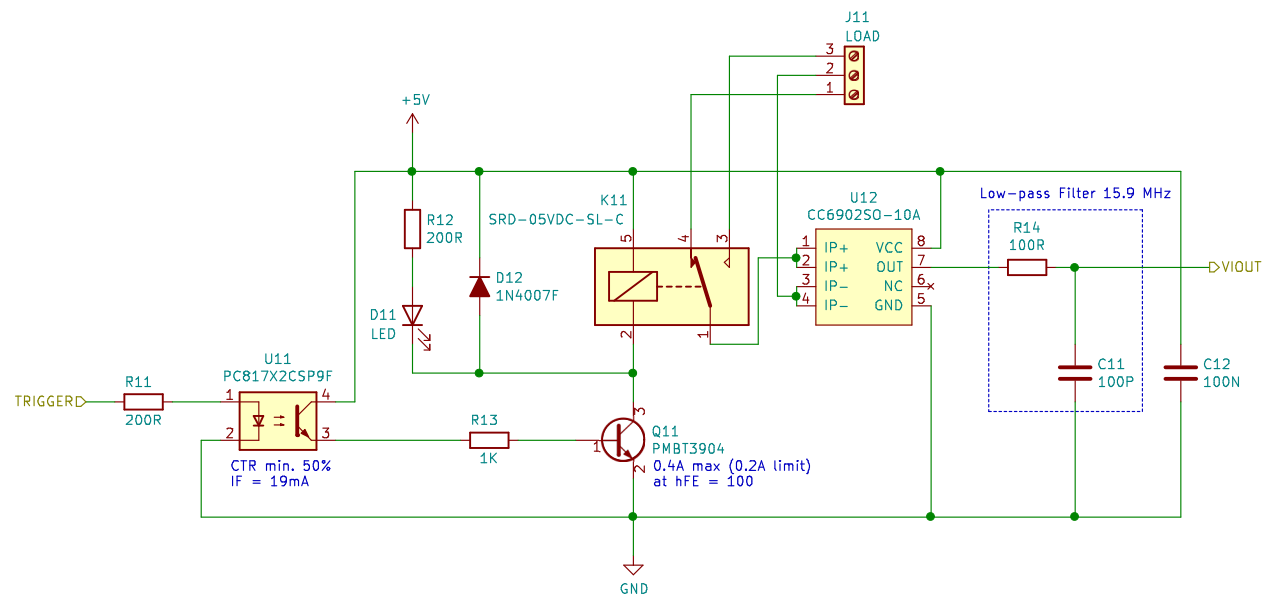 J11
LOAD
3
2
1
+5V
Low-pass Filter 15.9 MHz
K11
SRD-05VDC-SL-C
U12
CC6902SO-10A
R12
200R
R14
100R
5
4
3
1 IP+ VCC 8
2 IP+ OUT 7
3 IP- NC 6
4 IP- GND 5
VIOUT
D12
1N4007F
D11
LED
2
1
U11
PC817X2CSP9F
C11
100P
C12
100N
TRIGGER
R11
200R
1
4
2
3
R13
1K
3
1
2
Q11
PMBT3904
0.4A max (0.2A limit)
at hFE = 100
CTR min. 50%
IF = 19mA
GND